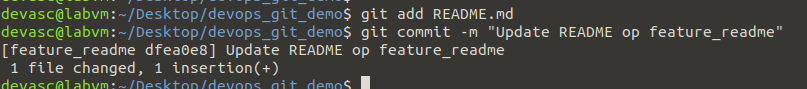 devasc@labvm:~/Desktop/devops_git_demo$ git add README.md
devasc@labvm:~/Desktop/devops_git_demo$ git commit -m "Update README op feature_readme"
[feature_readme dfea0e8] Update README op feature_readme
 1 file changed, 1 insertion(+)
devasc@labvm:~/Desktop/devops_git_demo$